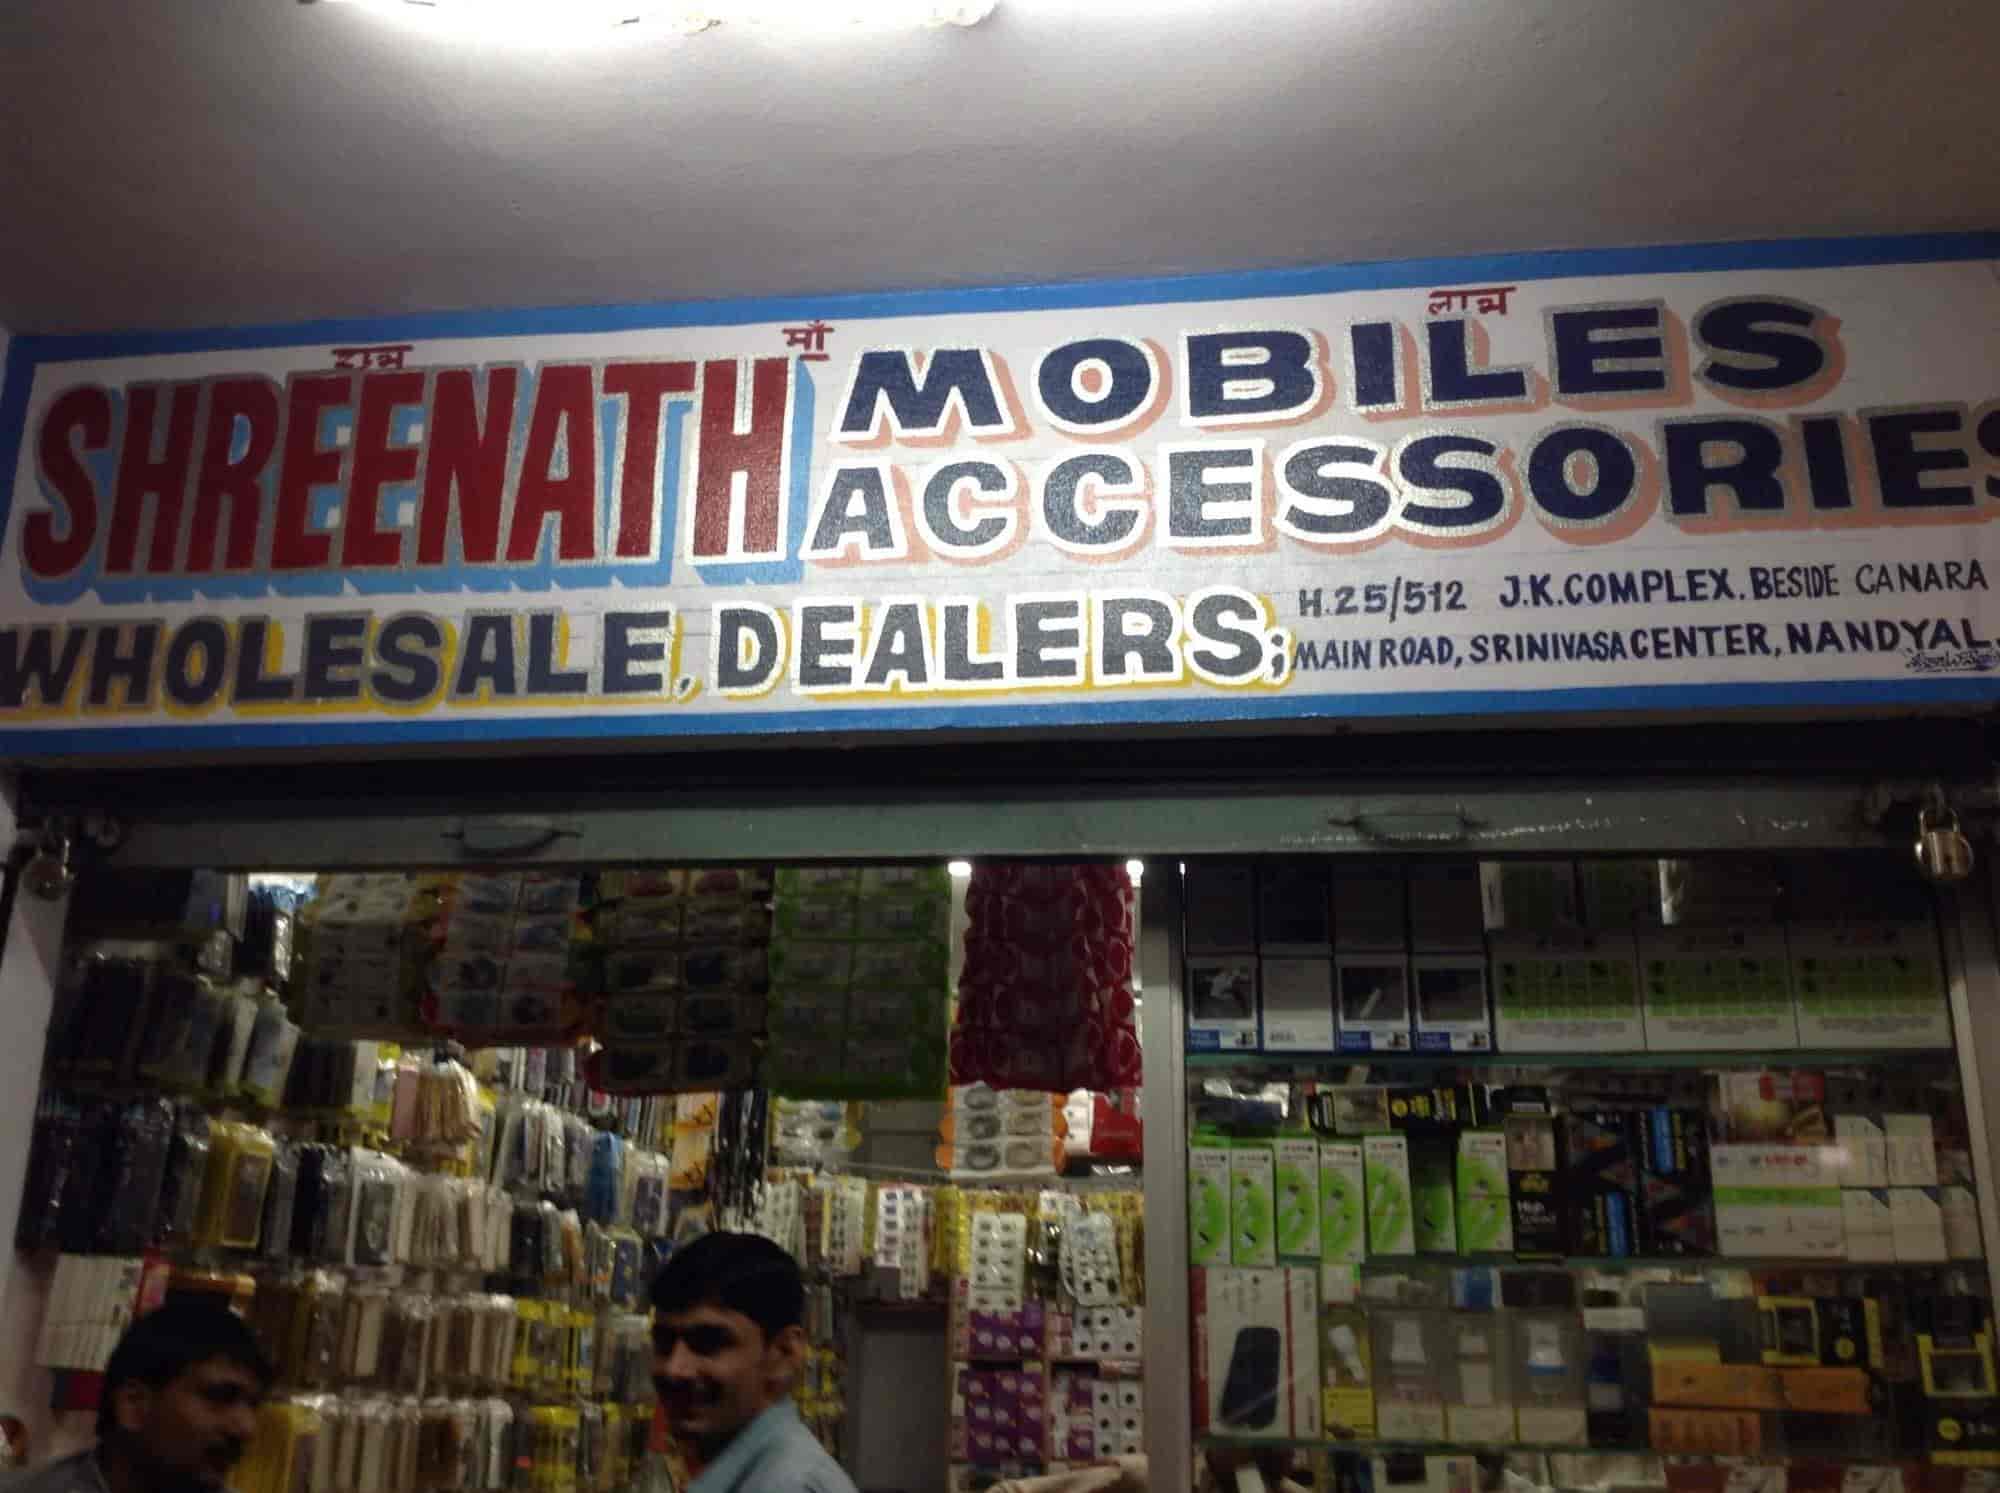 शुभ माँ लाभ
SHREENATH MOBILES
ACCESSORIES
WHOLESALE, DEALERS;
H.25/512 J.K.COMPLEX. BESIDE CANARA
MAIN ROAD, SRINIVASA CENTER, NANDYAL.